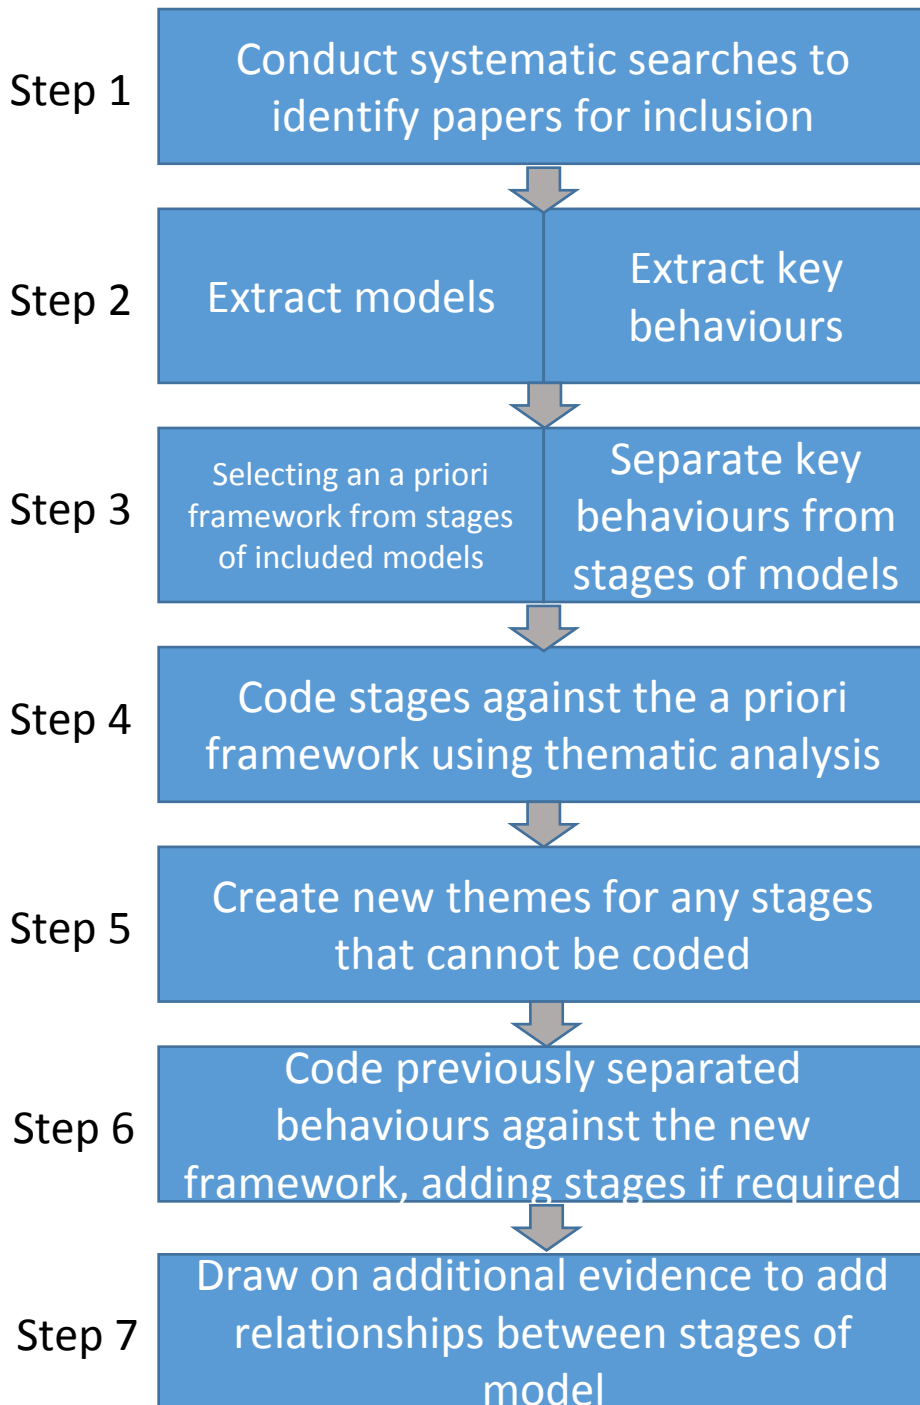 Step 1
Conduct systematic searches to
identify papers for inclusion
Step 2
Extract models
Extract key
behaviours
Step 3
Selecting an a priori
framework from stages
of included models
Separate key
behaviours from
stages of models
Step 4
Code stages against the a priori
framework using thematic analysis
Step 5
Create new themes for any stages
that cannot be coded
Step 6
Code previously separated
behaviours against the new
framework, adding stages if required
Step 7
Draw on additional evidence to add
relationships between stages of
model